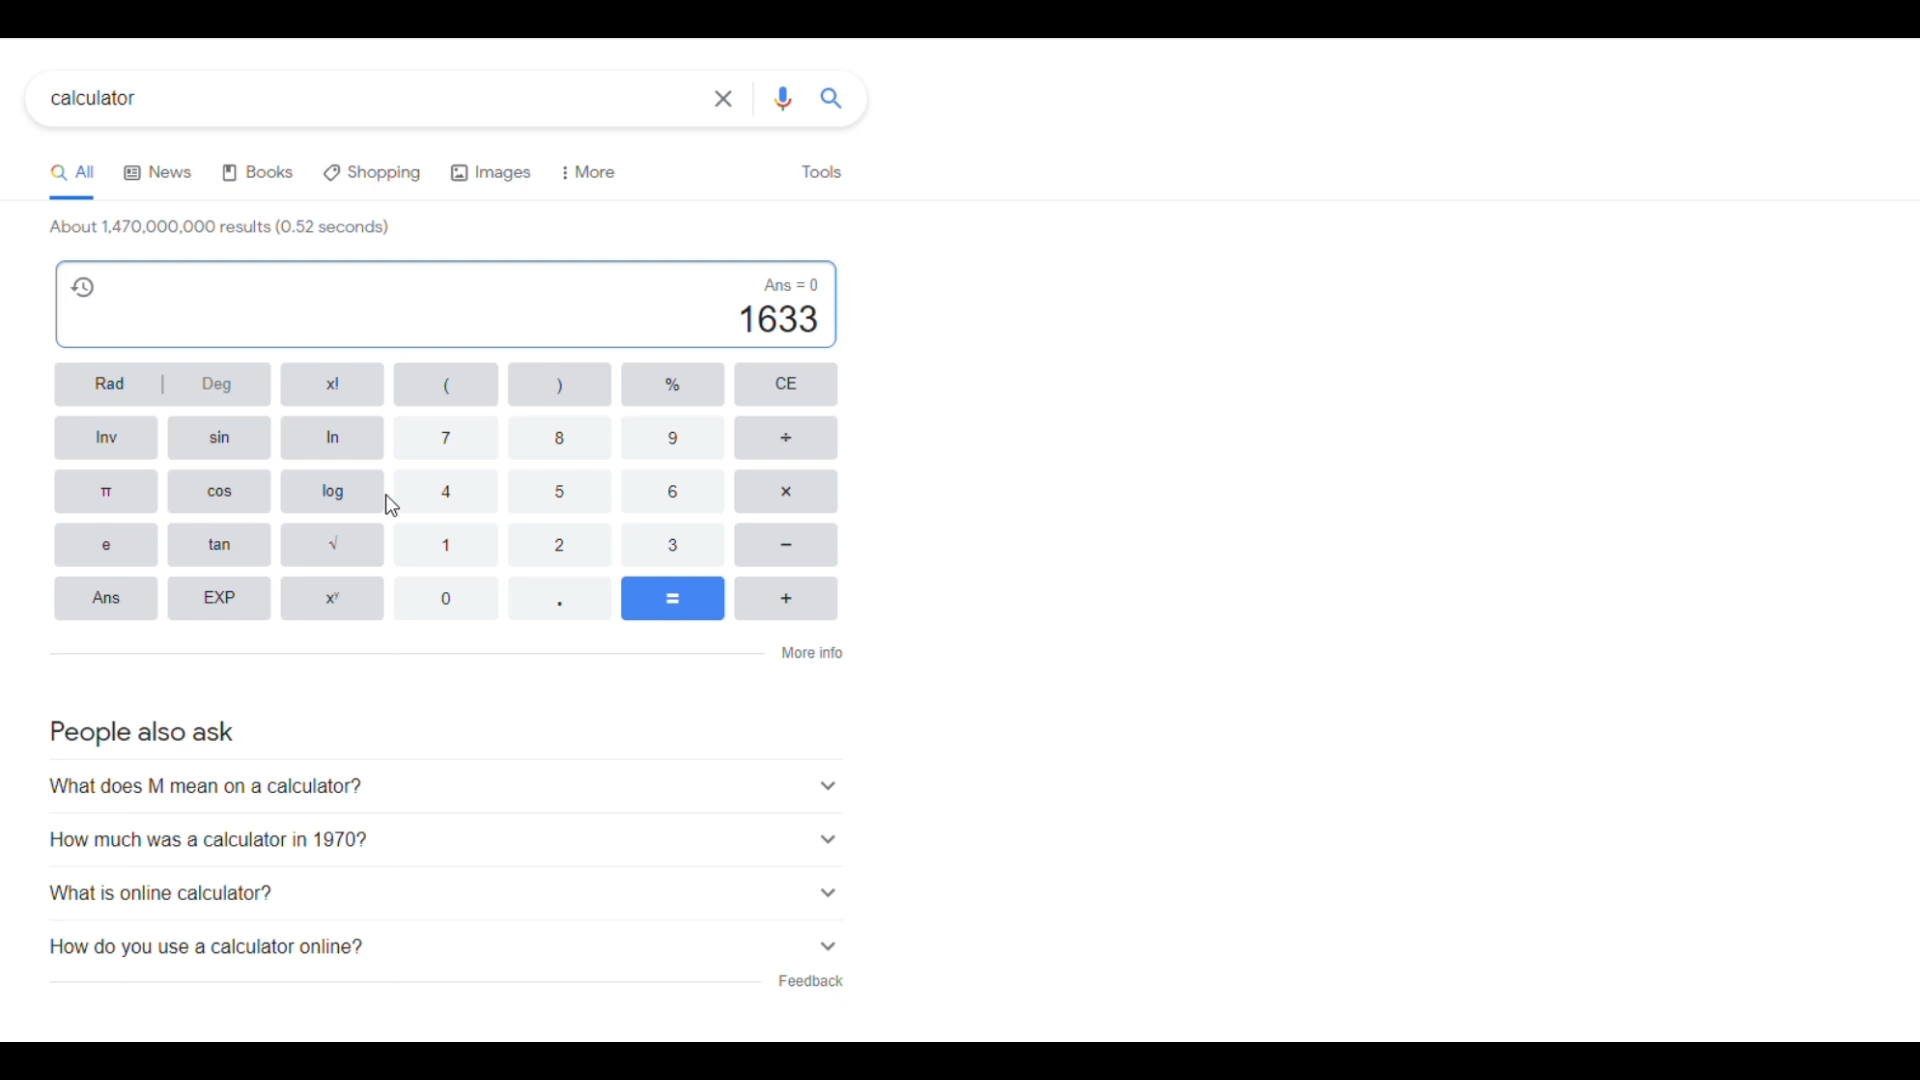 calculator
All News Books Shopping Images More Tools
About 1,470,000,000 results (0.52 seconds)
Ans = 0
1633
Rad | Deg x! ( ) % CE
Inv sin ln 7 8 9 ÷
π cos log 4 5 6 ×
e tan √ 1 2 3 −
Ans EXP xʸ 0 . = +
More info
People also ask
What does M mean on a calculator?
How much was a calculator in 1970?
What is online calculator?
How do you use a calculator online?
Feedback